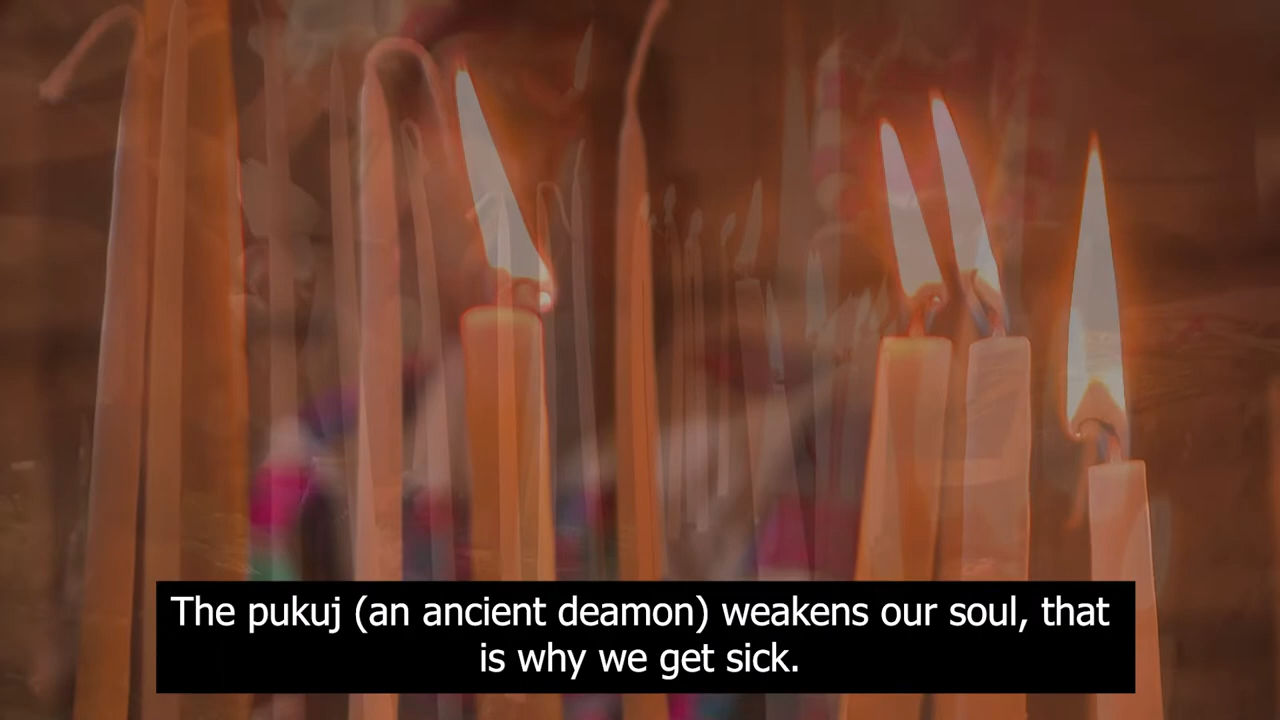 The pukuj (an ancient deamon) weakens our soul, that
is why we get sick.